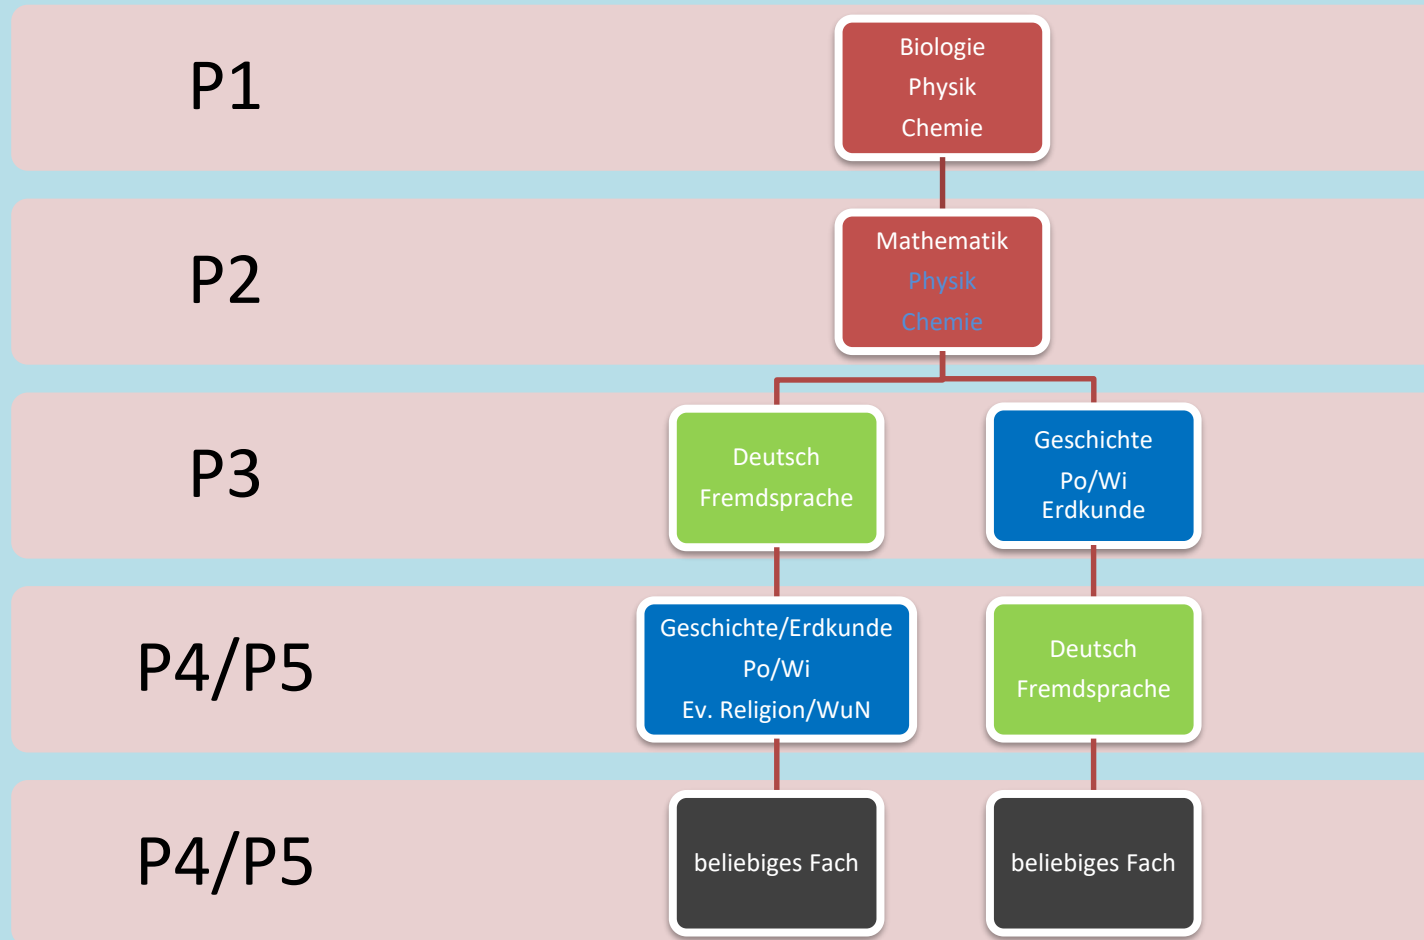 P1
Biologie
Physik
Chemie
P2
Mathematik
Physik
Chemie
P3
Deutsch
Fremdsprache
Geschichte
Po/Wi
Erdkunde
P4/P5
Geschichte/Erdkunde
Po/Wi
Ev. Religion/WuN
Deutsch
Fremdsprache
P4/P5
beliebiges Fach
beliebiges Fach